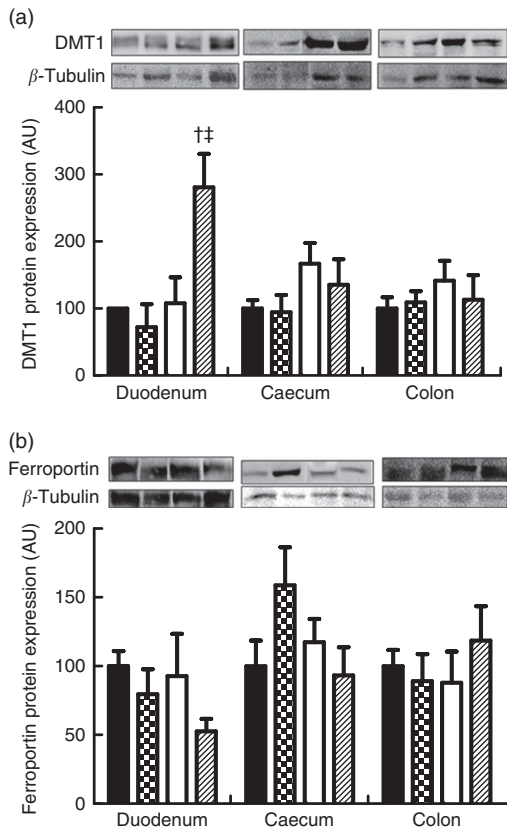 (a)
DMT1
β-Tubulin
DMT1 protein expression (AU)
400
300
200
100
0
†‡
Duodenum Caecum Colon
(b)
Ferroportin
β-Tubulin
Ferroportin protein expression (AU)
200
150
100
50
0
Duodenum Caecum Colon